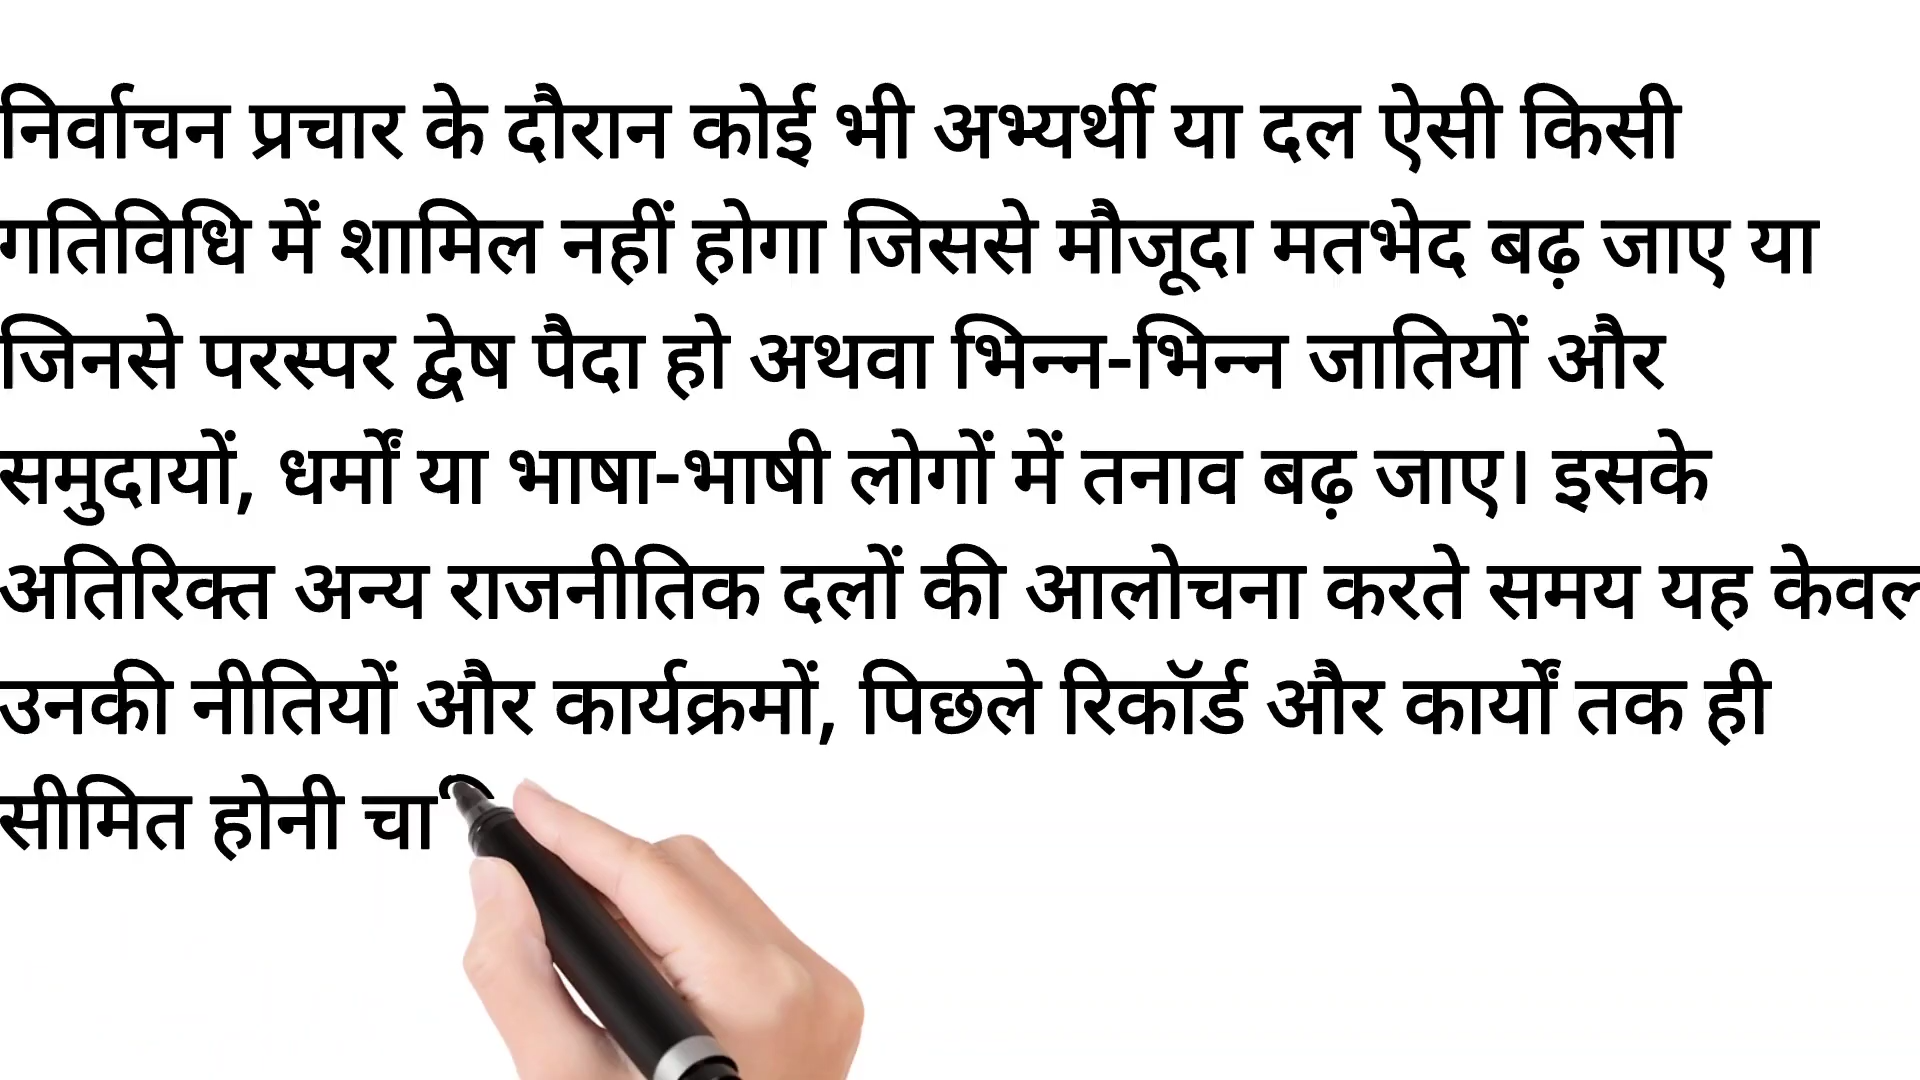 निर्वाचन प्रचार के दौरान कोई भी अभ्यर्थी या दल ऐसी किसी
गतिविधि में शामिल नहीं होगा जिससे मौजूदा मतभेद बढ़ जाए या
जिनसे परस्पर द्वेष पैदा हो अथवा भिन्न-भिन्न जातियों और
समुदायों, धर्मों या भाषा-भाषी लोगों में तनाव बढ़ जाए। इसके
अतिरिक्त अन्य राजनीतिक दलों की आलोचना करते समय यह केवल
उनकी नीतियों और कार्यक्रमों, पिछले रिकॉर्ड और कार्यों तक ही
सीमित होनी